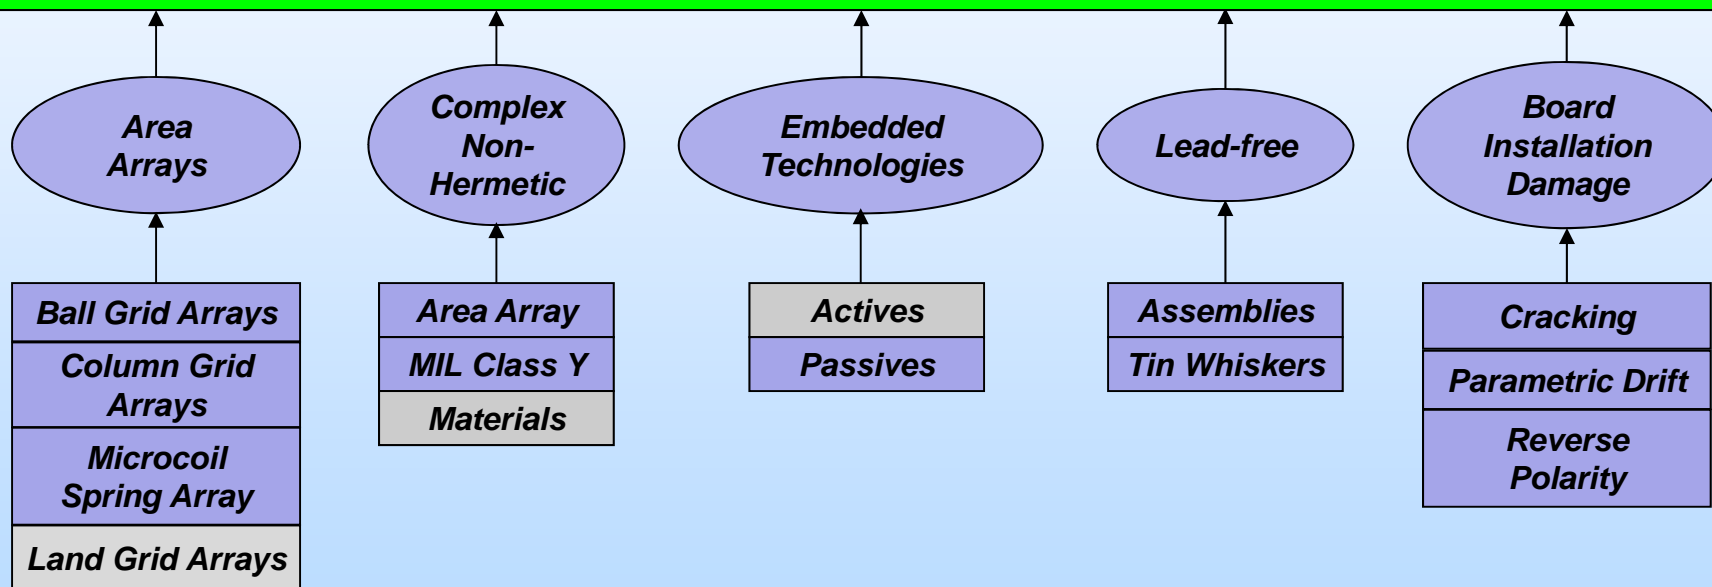 Area
Arrays
Complex
Non-
Hermetic
Embedded
Technologies
Lead-free
Board
Installation
Damage
Ball Grid Arrays
Column Grid
Arrays
Microcoil
Spring Array
Land Grid Arrays
Area Array
MIL Class Y
Materials
Actives
Passives
Assemblies
Tin Whiskers
Cracking
Parametric Drift
Reverse
Polarity